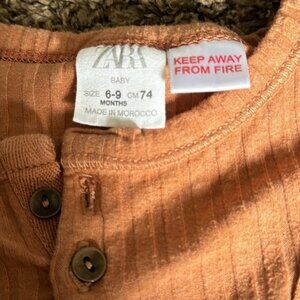 ZARA
BABY
SIZE 6-9 CM 74
MONTHS
MADE IN MOROCCO
KEEP AWAY
FROM FIRE